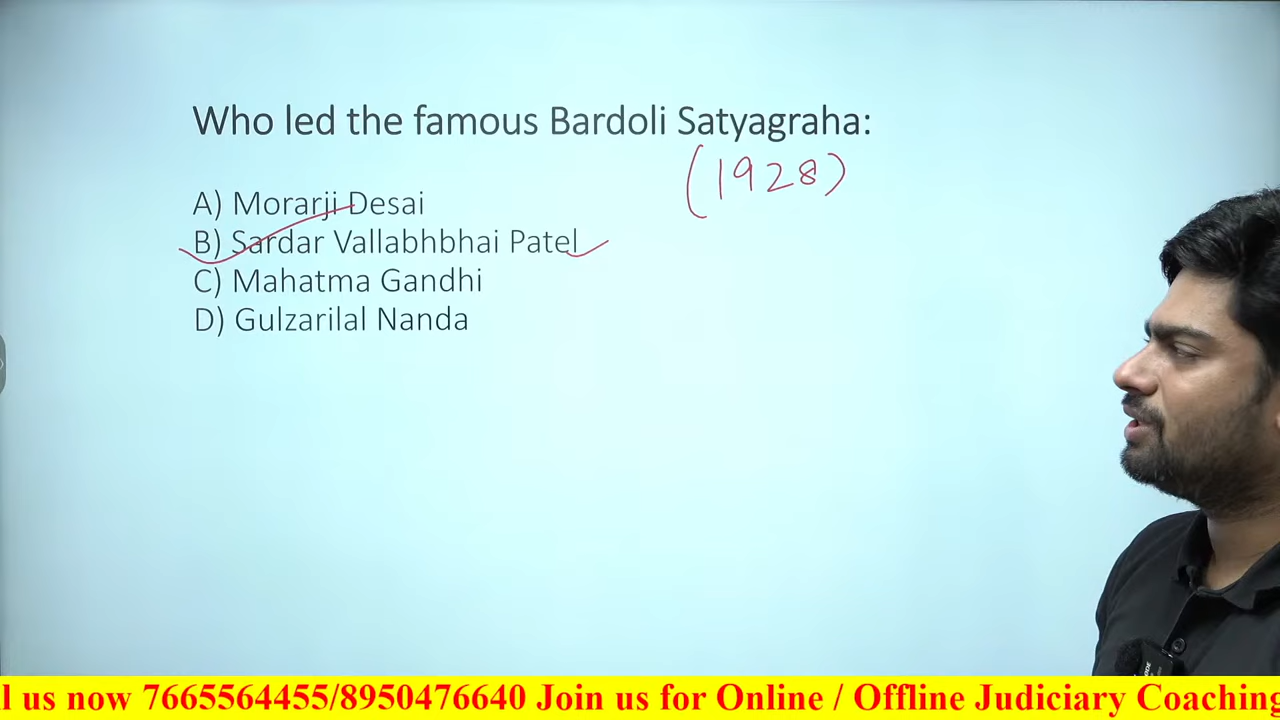 Who led the famous Bardoli Satyagraha:
(1928)
A) Morarji Desai
B) Sardar Vallabhbhai Patel
C) Mahatma Gandhi
D) Gulzarilal Nanda
l us now 7665564455/8950476640 Join us for Online / Offline Judiciary Coaching